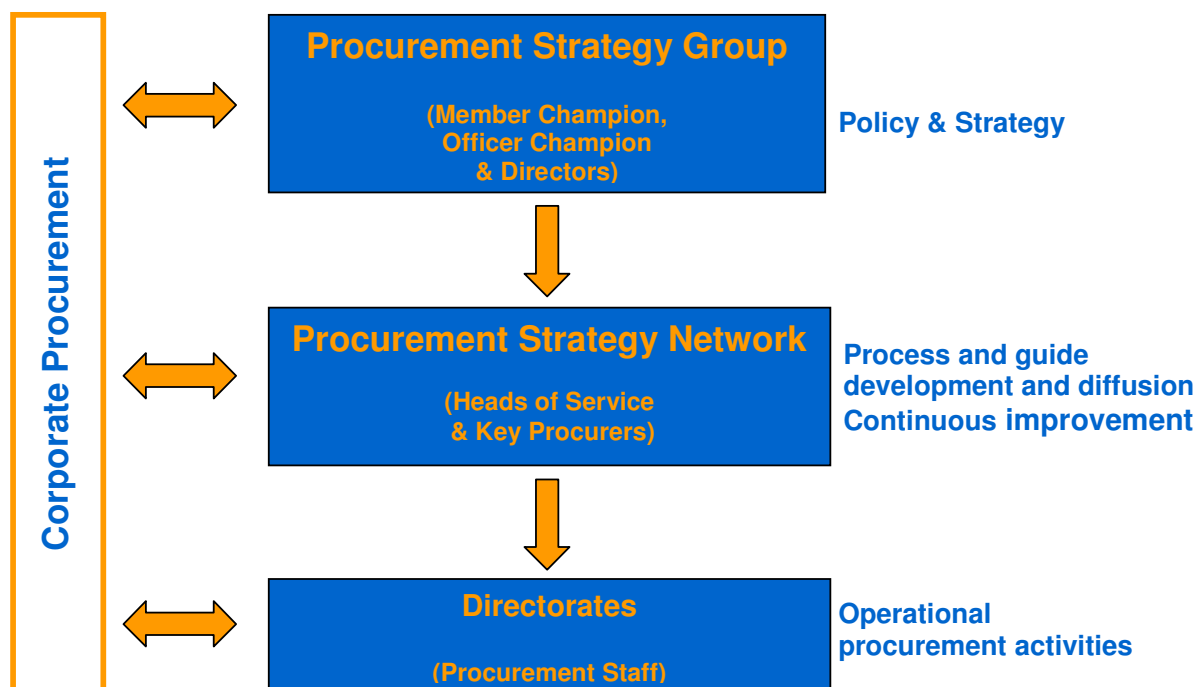 Corporate Procurement
Procurement Strategy Group
(Member Champion,
Officer Champion
& Directors)
Policy & Strategy
Procurement Strategy Network
(Heads of Service
& Key Procurers)
Process and guide
development and diffusion
Continuous improvement
Directorates
(Procurement Staff)
Operational
procurement activities